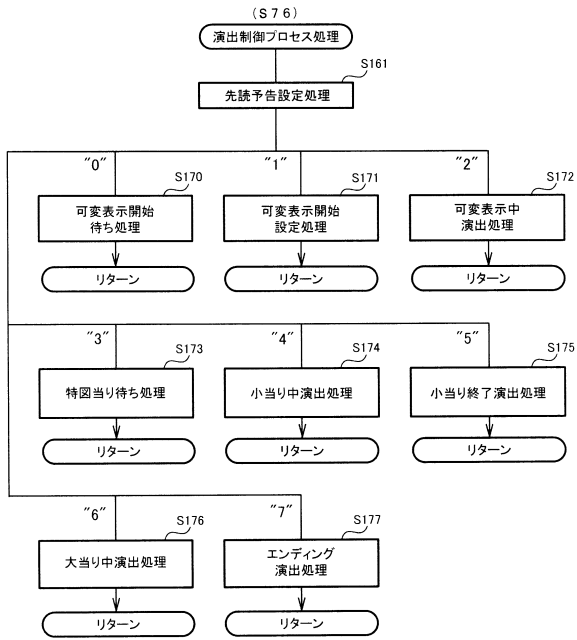 (S76)
演出制御プロセス処理
S161
先読予告設定処理
"0"
"1"
"2"
S170
S171
S172
可変表示開始
待ち処理
可変表示開始
設定処理
可変表示中
演出処理
リターン
リターン
リターン
"3"
"4"
"5"
S173
S174
S175
特図当り待ち処理
小当り中演出処理
小当り終了演出処理
リターン
リターン
リターン
"6"
"7"
S176
S177
大当り中演出処理
エンディング
演出処理
リターン
リターン